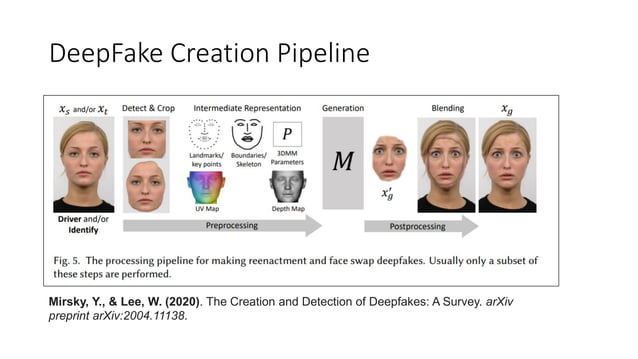 DeepFake Creation Pipeline
xₛ and/or xₜ
Detect & Crop
Intermediate Representation
Generation
Blending
x_g
Landmarks/
key points
Boundaries/
Skeleton
P
3DMM
Parameters
M
UV Map
Depth Map
x'_g
Driver and/or
Identify
Preprocessing
Postprocessing
Fig. 5. The processing pipeline for making reenactment and face swap deepfakes. Usually only a subset of
these steps are performed.
Mirsky, Y., & Lee, W. (2020). The Creation and Detection of Deepfakes: A Survey. arXiv
preprint arXiv:2004.11138.